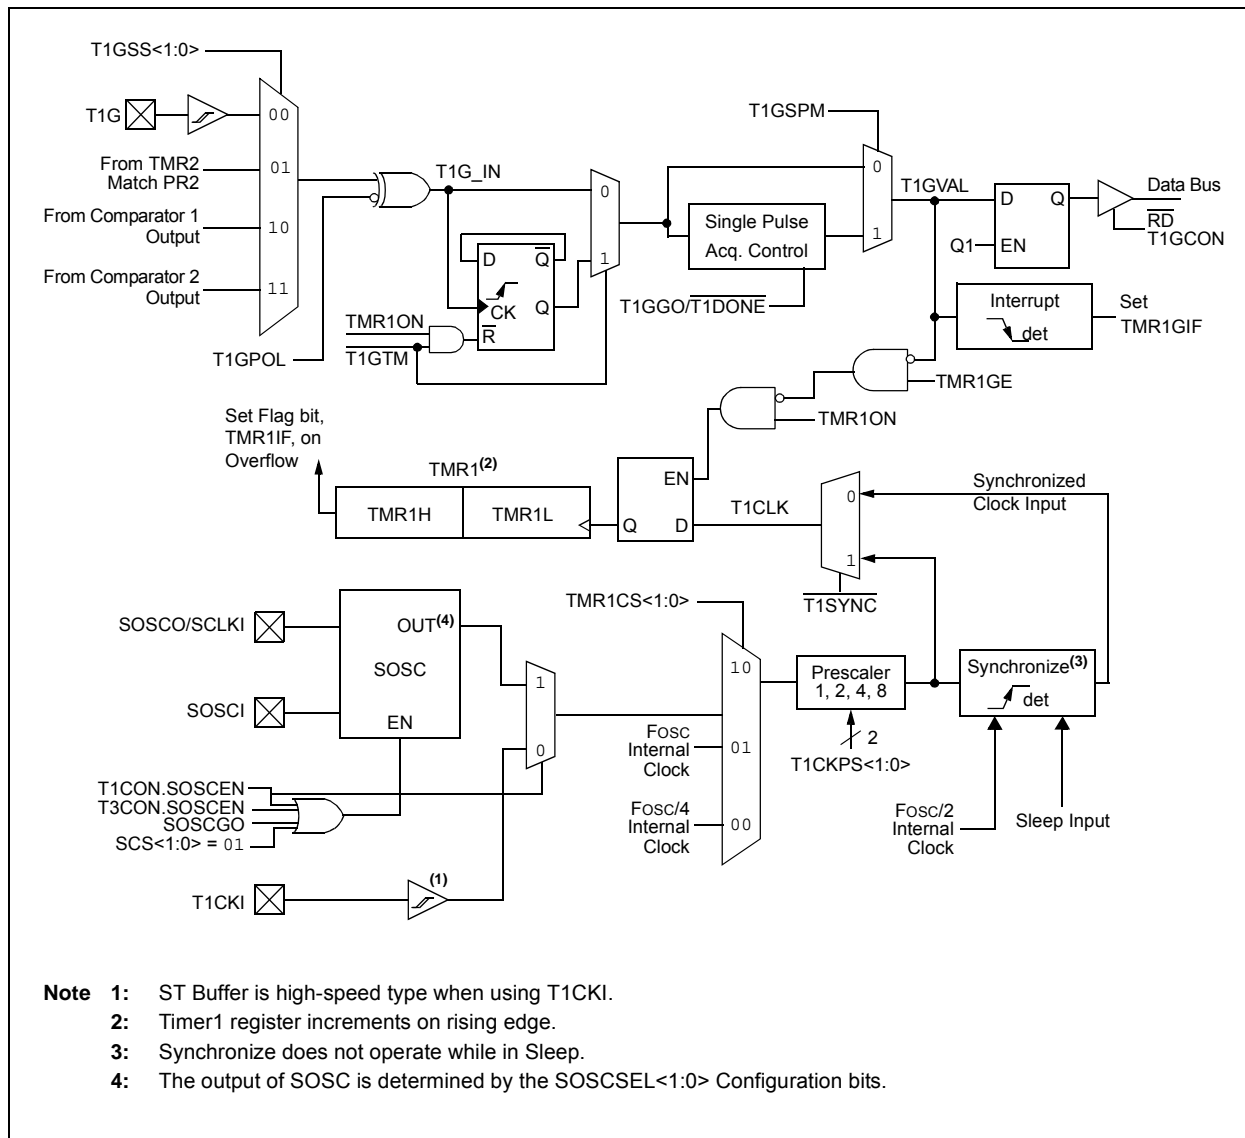 T1GSS<1:0>
T1G
00
From TMR2
Match PR2
01
From Comparator 1
Output
10
From Comparator 2
Output
11
T1GPOL
T1G_IN
0
1
D
Q
CK
Q
R
TMR1ON
T1GTM
T1GSPM
Single Pulse
Acq. Control
T1GGO/T1DONE
0
1
T1GVAL
D
Q
Q1
EN
Data Bus
RD
T1GCON
Interrupt
det
Set
TMR1GIF
TMR1GE
TMR1ON
Set Flag bit,
TMR1IF, on
Overflow
TMR1(2)
TMR1H
TMR1L
EN
Q
D
T1CLK
0
1
T1SYNC
Synchronized
Clock Input
SOSCO/SCLKI
OUT(4)
SOSC
SOSCI
EN
1
0
T1CON.SOSCEN
T3CON.SOSCEN
SOSCGO
SCS<1:0> = 01
T1CKI
(1)
TMR1CS<1:0>
10
FOSC
Internal
Clock
01
FOSC/4
Internal
Clock
00
Prescaler
1, 2, 4, 8
2
T1CKPS<1:0>
Synchronize(3)
det
FOSC/2
Internal
Clock
Sleep Input
Note 1: ST Buffer is high-speed type when using T1CKI.
2: Timer1 register increments on rising edge.
3: Synchronize does not operate while in Sleep.
4: The output of SOSC is determined by the SOSCSEL<1:0> Configuration bits.